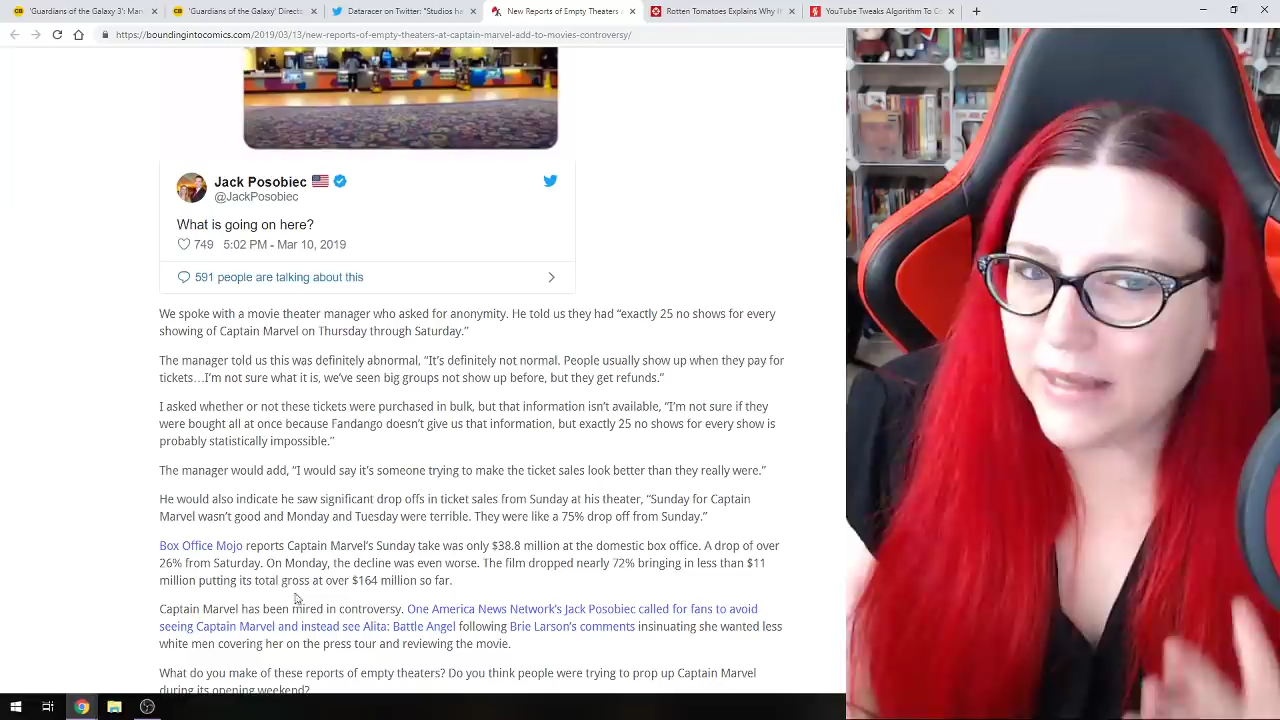 'Guardians of the Galaxy 3': Mar
'Guardians of the Galaxy' Direct
Dataracer on Twitter: "Studios ha
New Reports of Empty Theaters
Rotten Tomatoes Explains Why
YouTube Tweaks Algorithm To C
https://boundingintocomics.com/2019/03/13/new-reports-of-empty-theaters-at-captain-marvel-add-to-movies-controversy/
Jack Posobiec
@JackPosobiec
What is going on here?
749 5:02 PM - Mar 10, 2019
591 people are talking about this
We spoke with a movie theater manager who asked for anonymity. He told us they had “exactly 25 no shows for every
showing of Captain Marvel on Thursday through Saturday.”
The manager told us this was definitely abnormal, “It’s definitely not normal. People usually show up when they pay for
tickets…I’m not sure what it is, we’ve seen big groups not show up before, but they get refunds.”
I asked whether or not these tickets were purchased in bulk, but that information isn’t available, “I’m not sure if they
were bought all at once because Fandango doesn’t give us that information, but exactly 25 no shows for every show is
probably statistically impossible.”
The manager would add, “I would say it’s someone trying to make the ticket sales look better than they really were.”
He would also indicate he saw significant drop offs in ticket sales from Sunday at his theater, “Sunday for Captain
Marvel wasn’t good and Monday and Tuesday were terrible. They were like a 75% drop off from Sunday.”
Box Office Mojo reports Captain Marvel’s Sunday take was only $38.8 million at the domestic box office. A drop of over
26% from Saturday. On Monday, the decline was even worse. The film dropped nearly 72% bringing in less than $11
million putting its total gross at over $164 million so far.
Captain Marvel has been mired in controversy. One America News Network’s Jack Posobiec called for fans to avoid
seeing Captain Marvel and instead see Alita: Battle Angel following Brie Larson’s comments insinuating she wanted less
white men covering her on the press tour and reviewing the movie.
What do you make of these reports of empty theaters? Do you think people were trying to prop up Captain Marvel
during its opening weekend?